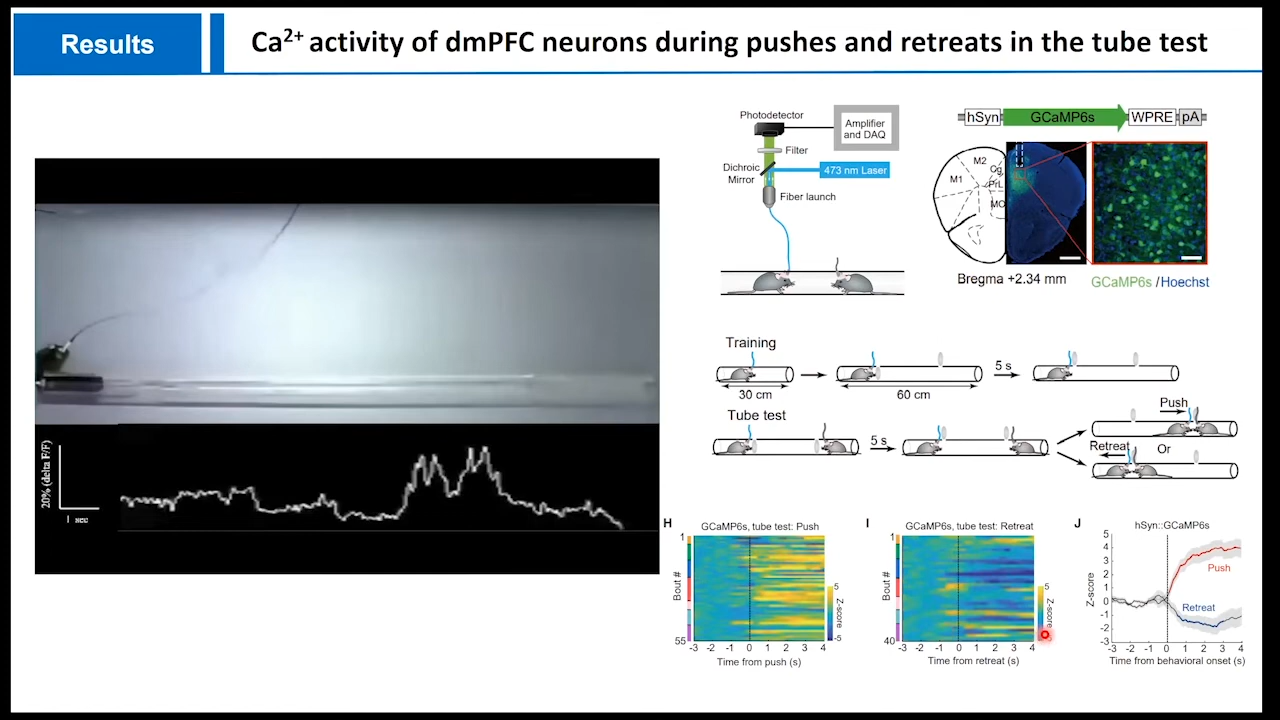 Results
Ca²⁺ activity of dmPFC neurons during pushes and retreats in the tube test
20% (delta F/F)
1 sec
Photodetector
Amplifier
and DAQ
Filter
Dichroic
Mirror
473 nm Laser
Fiber launch
hSyn
GCaMP6s
WPRE
pA
M2
M1
Cg
PrL
MO
Bregma +2.34 mm
GCaMP6s /Hoechst
Training
30 cm
60 cm
5 s
Tube test
5 s
Push
Retreat
Or
H
GCaMP6s, tube test: Push
1
Bout #
55
-3 -2 -1 0 1 2 3 4
Time from push (s)
5
Z-score
-5
I
GCaMP6s, tube test: Retreat
1
Bout #
40
-3 -2 -1 0 1 2 3 4
Time from retreat (s)
5
Z-score
J
hSyn::GCaMP6s
5
4
3
2
1
0
-1
-2
-3
Z-score
Push
Retreat
-3 -2 -1 0 1 2 3 4
Time from behavioral onset (s)